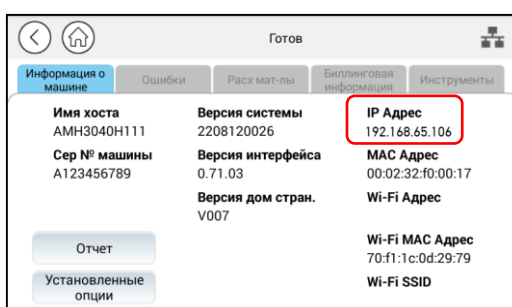 Готов
Информация о машине
Ошибки
Расх мат-лы
Биллинговая информация
Инструменты
Имя хоста
AMH3040H111
Сер № машины
A123456789
Версия системы
2208120026
Версия интерфейса
0.71.03
Версия дом стран.
V007
IP Адрес
192.168.65.106
MAC Адрес
00:02:32:f0:00:17
Wi-Fi Адрес
Wi-Fi MAC Адрес
70:f1:1c:0d:29:79
Wi-Fi SSID
Отчет
Установленные опции